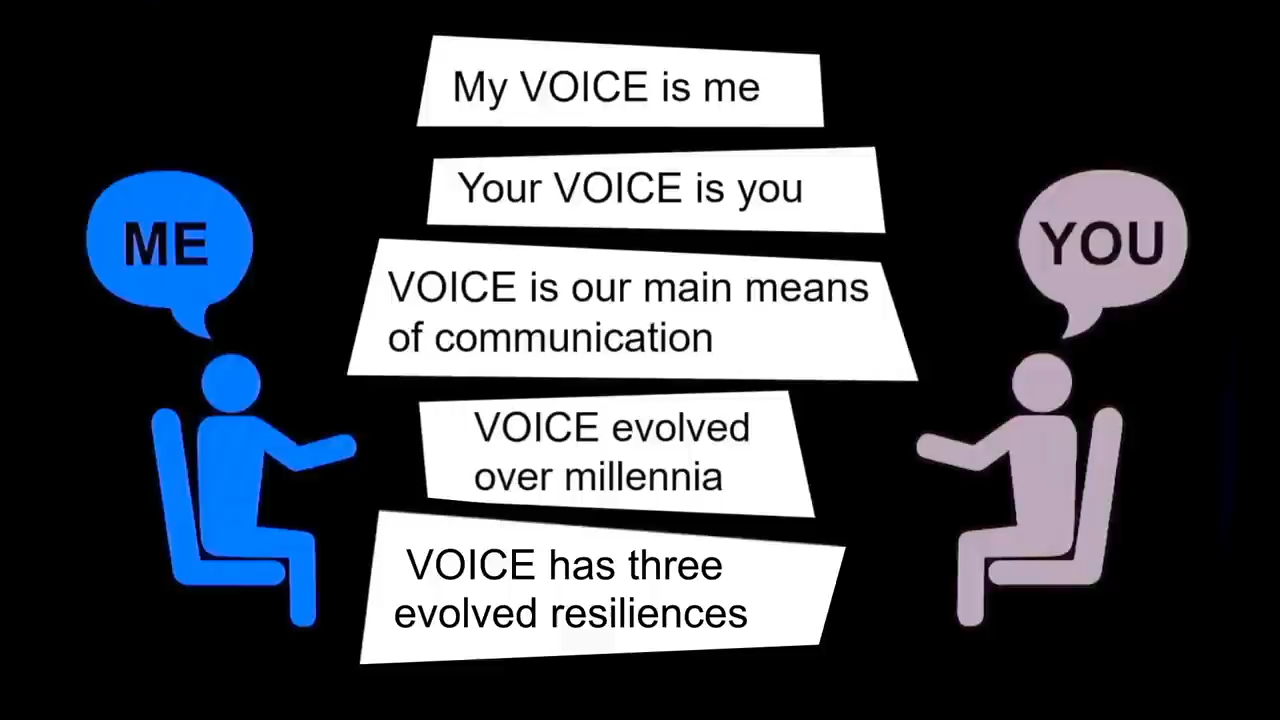 My VOICE is me
Your VOICE is you
ME
YOU
VOICE is our main means
of communication
VOICE evolved
over millennia
VOICE has three
evolved resiliences